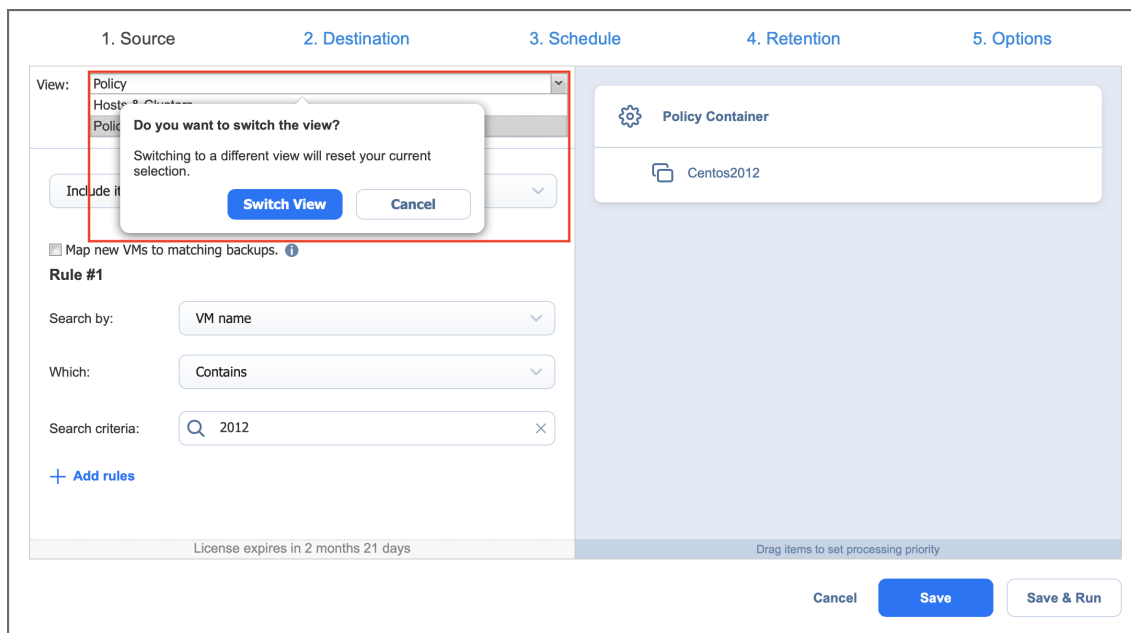 1. Source 2. Destination 3. Schedule 4. Retention 5. Options
View: Policy
Hosts & Clusters
Do you want to switch the view?
Switching to a different view will reset your current
selection.
Switch View Cancel
Include
Map new VMs to matching backups.
Rule #1
Search by: VM name
Which: Contains
Search criteria: 2012
Add rules
License expires in 2 months 21 days
Policy Container
Centos2012
Drag items to set processing priority
Cancel Save Save & Run